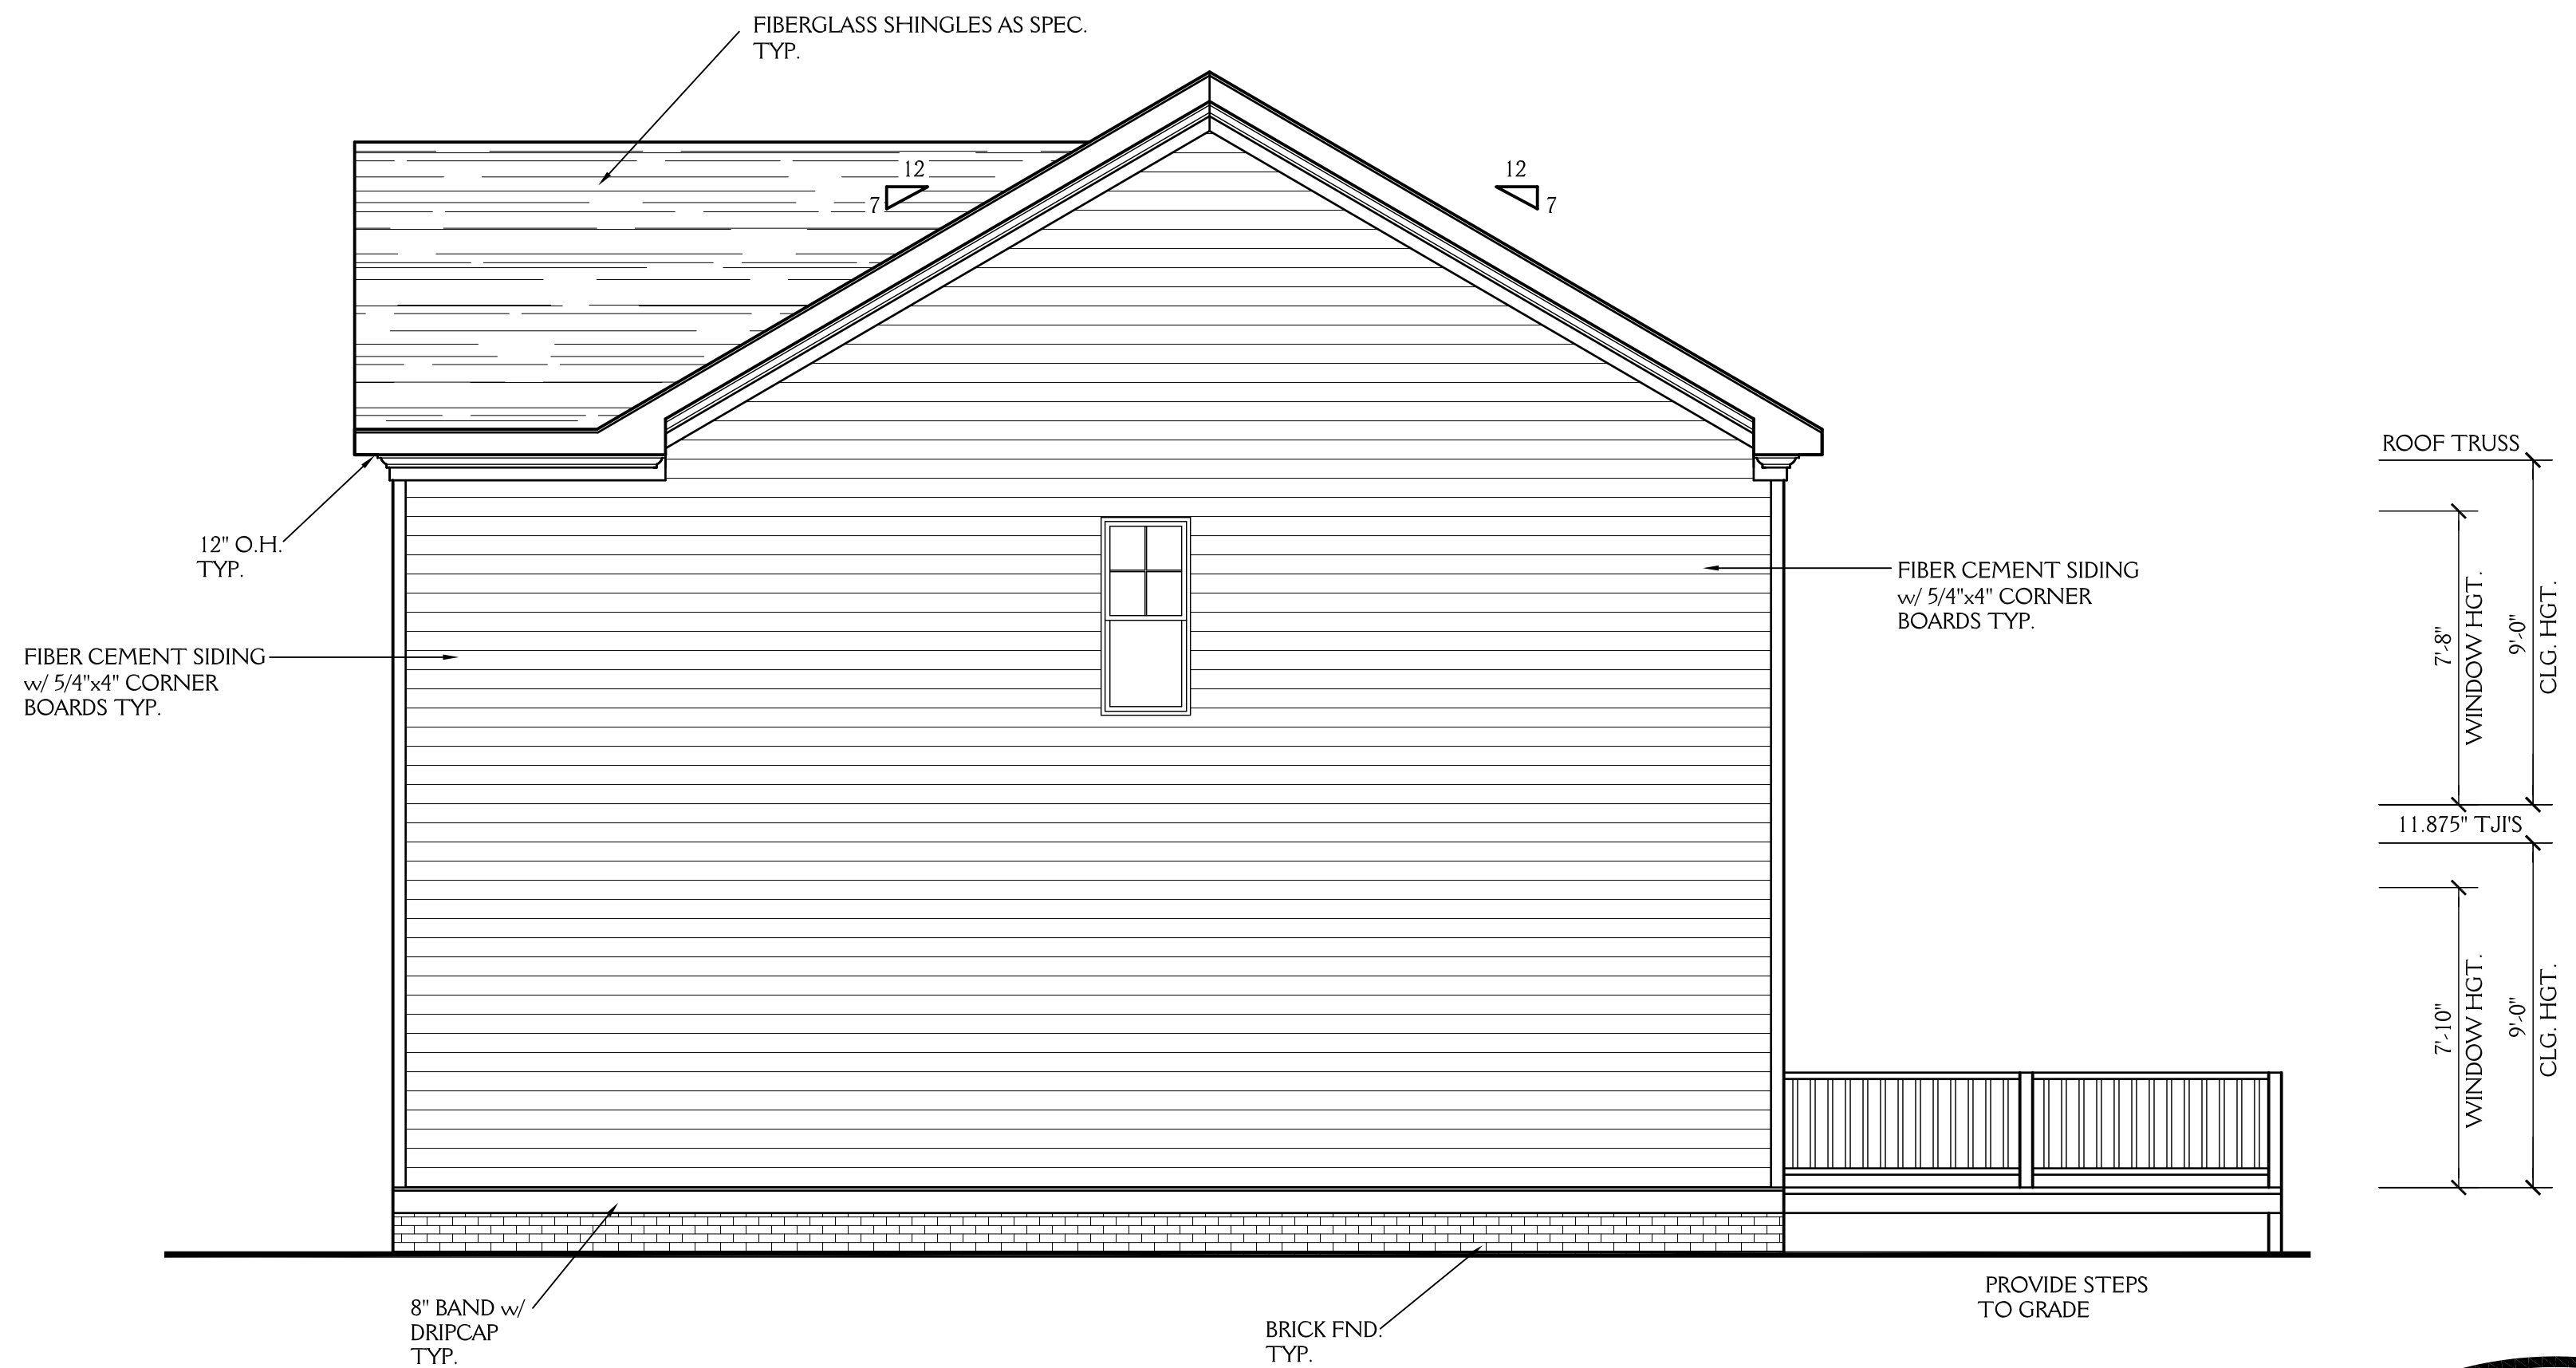 FIBERGLASS SHINGLES AS SPEC.
TYP.
12
7
12
7
ROOF TRUSS
12" O.H.
TYP.
FIBER CEMENT SIDING
w/ 5/4"x4" CORNER
BOARDS TYP.
FIBER CEMENT SIDING
w/ 5/4"x4" CORNER
BOARDS TYP.
7'-8"
WINDOW HGT.
9'-0"
CLG. HGT.
11.875" TJI'S
7'-10"
WINDOW HGT.
9'-0"
CLG. HGT.
PROVIDE STEPS
TO GRADE
8" BAND w/
DRIPCAP
TYP.
BRICK FND.
TYP.